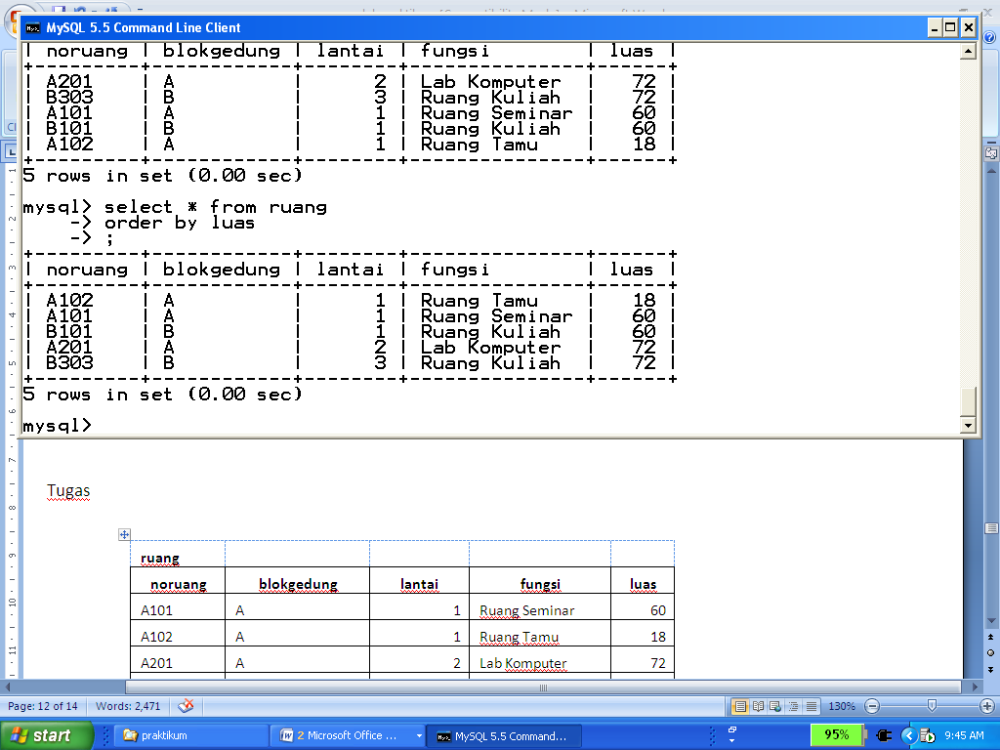 MySQL 5.5 Command Line Client
| noruang | blokgedung | lantai | fungsi | luas |
+---------+------------+--------+--------------+------+
| A201 | A | 2 | Lab Komputer | 72 |
| B303 | B | 3 | Ruang Kuliah | 72 |
| A101 | A | 1 | Ruang Seminar | 60 |
| B101 | B | 1 | Ruang Kuliah | 60 |
| A102 | A | 1 | Ruang Tamu | 18 |
+---------+------------+--------+--------------+------+
5 rows in set (0.00 sec)
mysql> select * from ruang
-> order by luas
-> ;
+---------+------------+--------+--------------+------+
| noruang | blokgedung | lantai | fungsi | luas |
+---------+------------+--------+--------------+------+
| A102 | A | 1 | Ruang Tamu | 18 |
| A101 | A | 1 | Ruang Seminar | 60 |
| B101 | B | 1 | Ruang Kuliah | 60 |
| A201 | A | 2 | Lab Komputer | 72 |
| B303 | B | 3 | Ruang Kuliah | 72 |
+---------+------------+--------+--------------+------+
5 rows in set (0.00 sec)
mysql>
Tugas
ruang
noruang blokgedung lantai fungsi luas
A101 A 1 Ruang Seminar 60
A102 A 1 Ruang Tamu 18
A201 A 2 Lab Komputer 72
Page: 12 of 14 Words: 2,471 130%
start praktikum 2 Microsoft Office ... MySQL 5.5 Command... 95% 9:45 AM